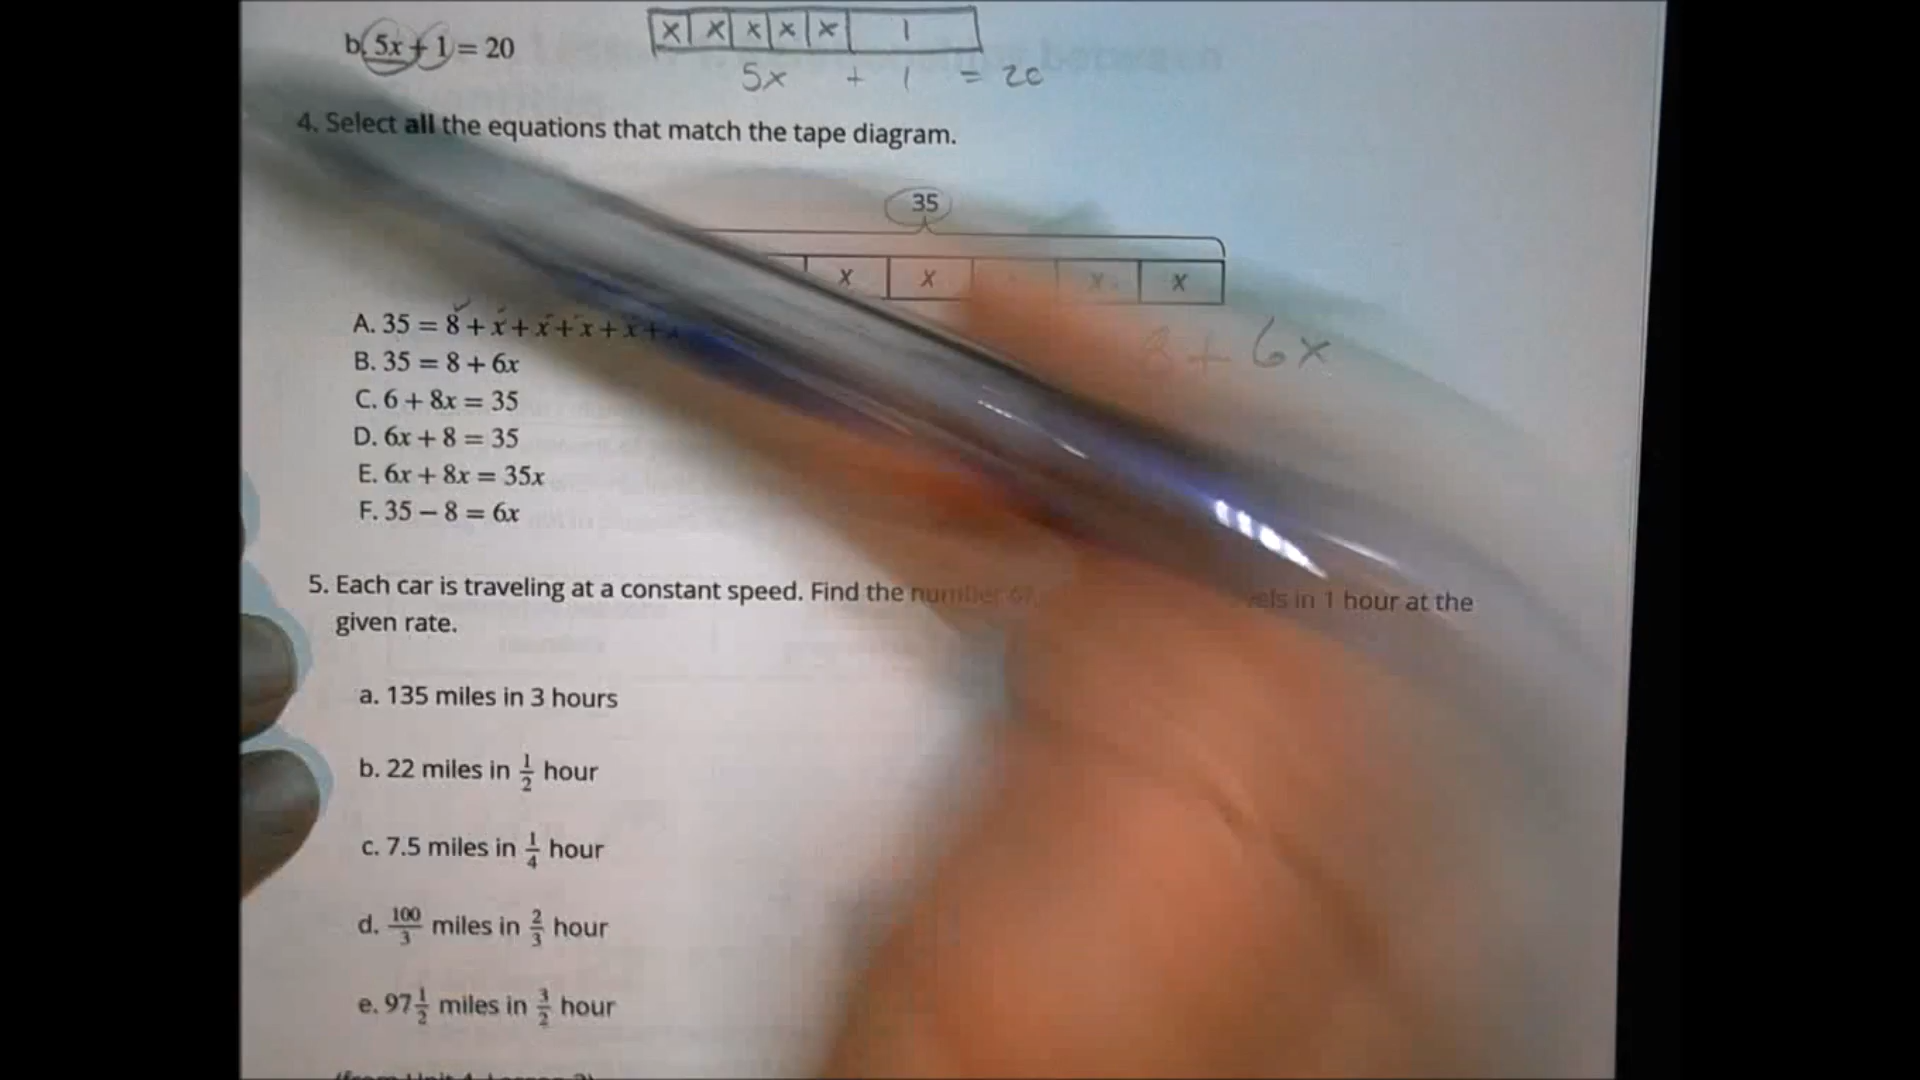 b. 5x + 1 = 20
x x x x x 1
5x + 1 = 20
4. Select all the equations that match the tape diagram.
35
x x x x
A. 35 = 8 + x + x + x + x +
B. 35 = 8 + 6x
C. 6 + 8x = 35
D. 6x + 8 = 35
E. 6x + 8x = 35x
F. 35 − 8 = 6x
8 + 6x
5. Each car is traveling at a constant speed. Find the number of in 1 hour at the
given rate.
a. 135 miles in 3 hours
b. 22 miles in 1/2 hour
c. 7.5 miles in 1/4 hour
d. 100/3 miles in 2/3 hour
e. 97 1/2 miles in 3/2 hour